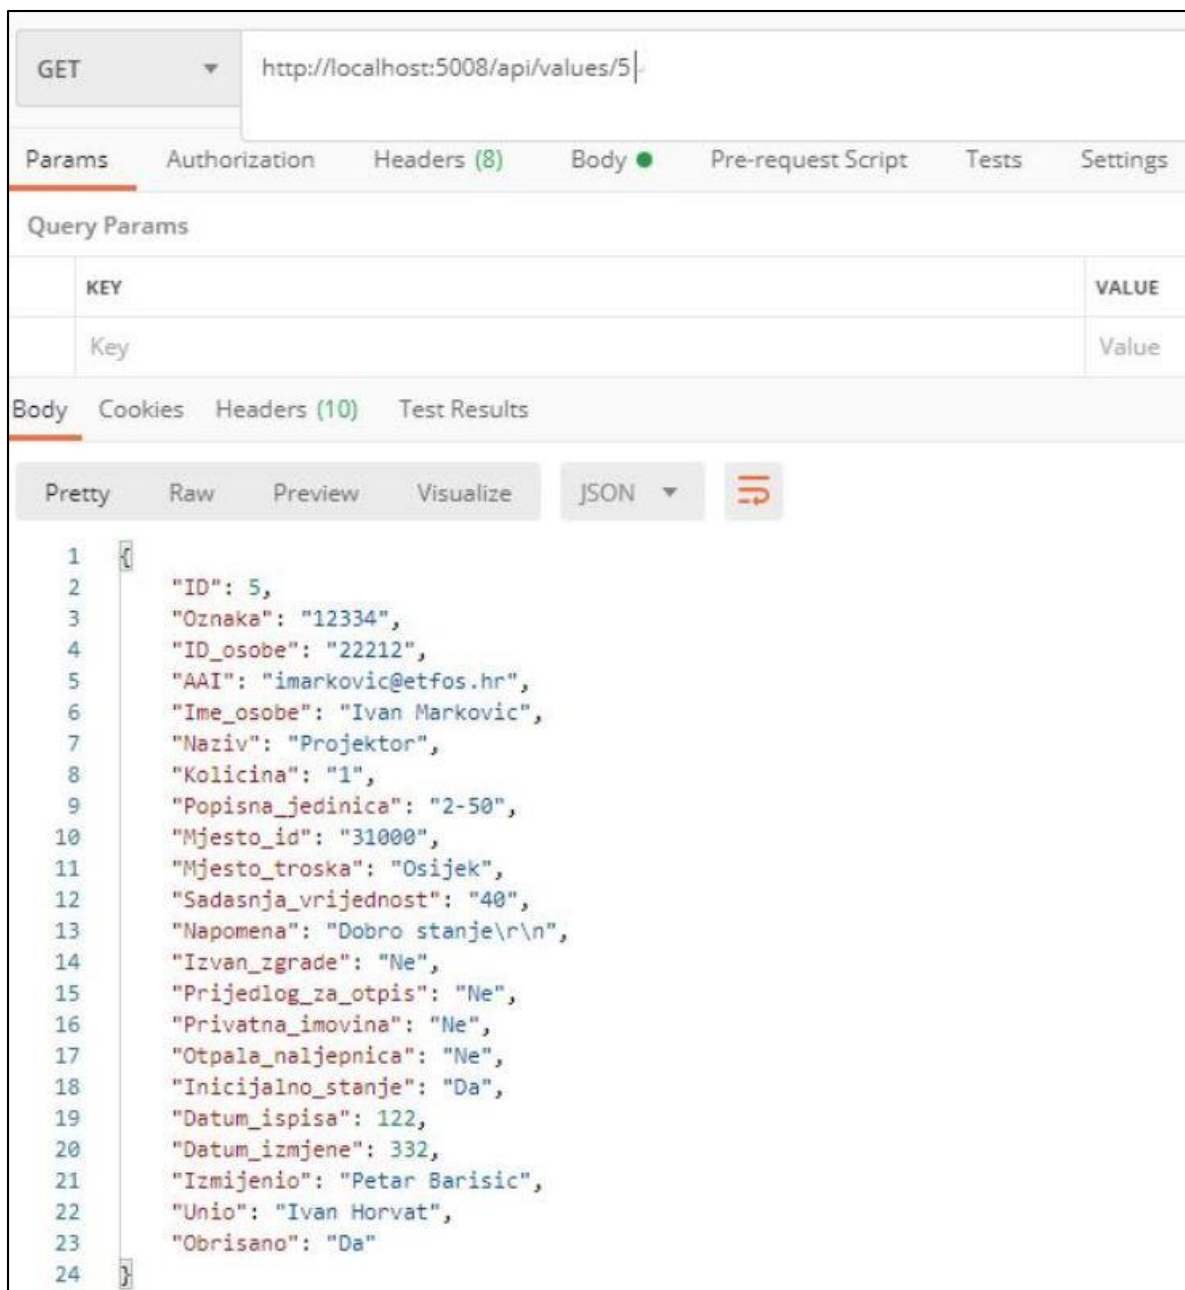 GET http://localhost:5008/api/values/5
Params Authorization Headers (8) Body Pre-request Script Tests Settings
Query Params
KEY VALUE
Key Value
Body Cookies Headers (10) Test Results
Pretty Raw Preview Visualize JSON
1 {
2 "ID": 5,
3 "Oznaka": "12334",
4 "ID_osobe": "22212",
5 "AAI": "imarkovic@etfos.hr",
6 "Ime_osobe": "Ivan Markovic",
7 "Naziv": "Projektor",
8 "Kolicina": "1",
9 "Popisna_jedinica": "2-50",
10 "Mjesto_id": "31000",
11 "Mjesto_troska": "Osijek",
12 "Sadasnja_vrijednost": "40",
13 "Napomena": "Dobro stanje\r\n",
14 "Izvan_zgrade": "Ne",
15 "Prijedlog_za_otpis": "Ne",
16 "Privatna_imovina": "Ne",
17 "Otpala_naljepnica": "Ne",
18 "Inicijalno_stanje": "Da",
19 "Datum_ispisa": 122,
20 "Datum_izmjene": 332,
21 "Izmijenio": "Petar Barisic",
22 "Unio": "Ivan Horvat",
23 "Obrisano": "Da"
24 }